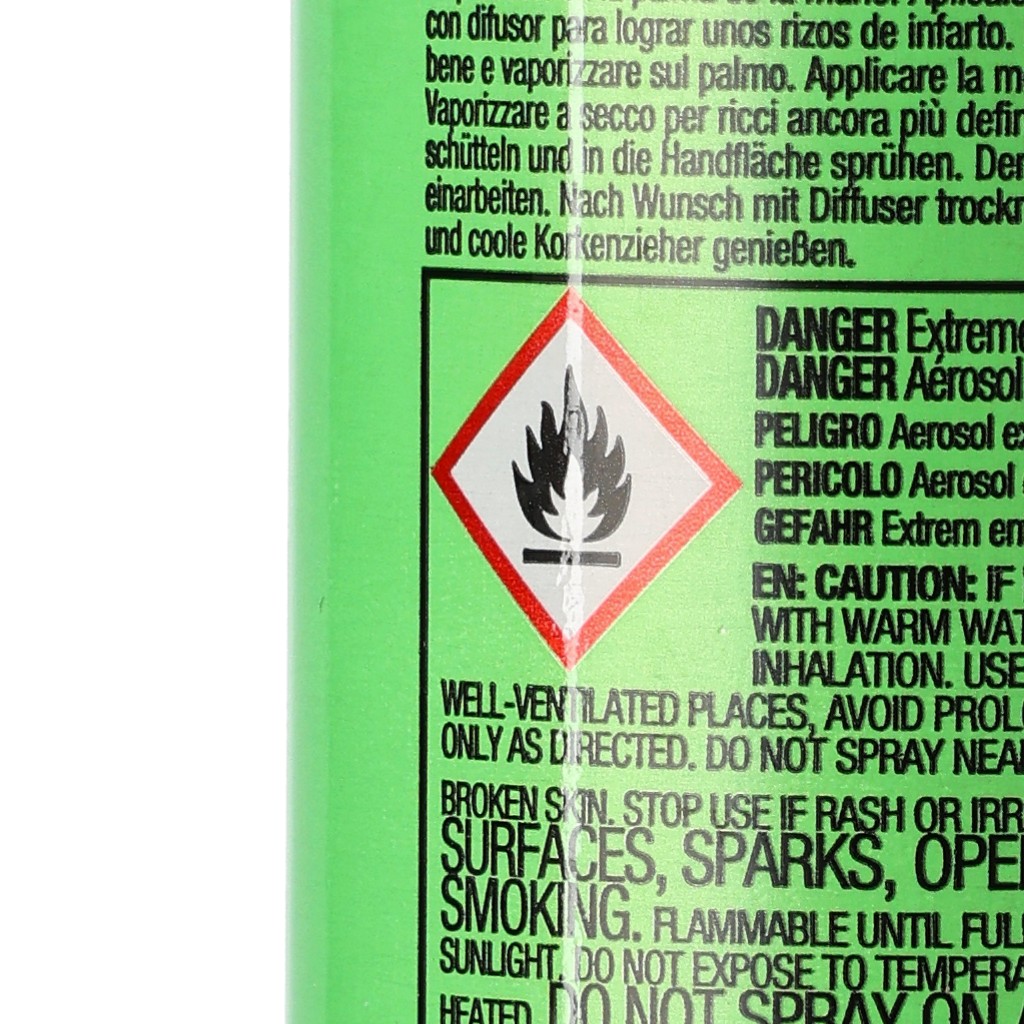 con difusor para lograr unos rizos de infarto.
bene e vaporizzare sul palmo. Applicare la
Vaporizzare a secco per ricci ancora più
schütteln und in die Handfläche sprühen.
einarbeiten. Nach Wunsch mit Diffuser
und coole Korkenzieher genießen.
DANGER
DANGER Aérosol
PELIGRO Aerosol
PERICOLO Aerosol
GEFAHR Extrem
EN: CAUTION: IF
WITH WARM
INHALATION. USE
WELL-VENTILATED PLACES, AVOID
ONLY AS DIRECTED. DO NOT SPRAY
BROKEN SKIN. STOP USE IF RASH OR
SURFACES, SPARKS,
SMOKING. FLAMMABLE UNTIL
SUNLIGHT. DO NOT EXPOSE TO
HEATED. DO NOT SPRAY ON